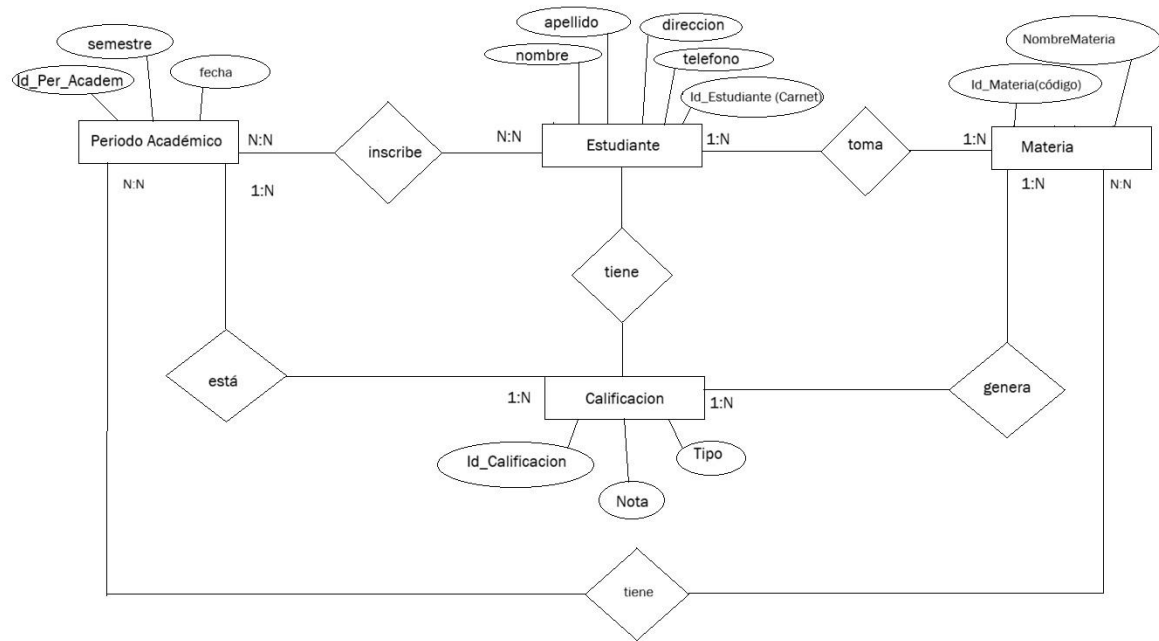 apellido
direccion
semestre
NombreMateria
nombre
telefono
Id_Per_Academ
fecha
Id_Materia(código)
Id_Estudiante (Carnet)
Periodo Académico
N:N
inscribe
N:N
Estudiante
1:N
toma
1:N
Materia
N:N
1:N
1:N
N:N
tiene
está
1:N
Calificacion
1:N
genera
Id_Calificacion
Tipo
Nota
tiene